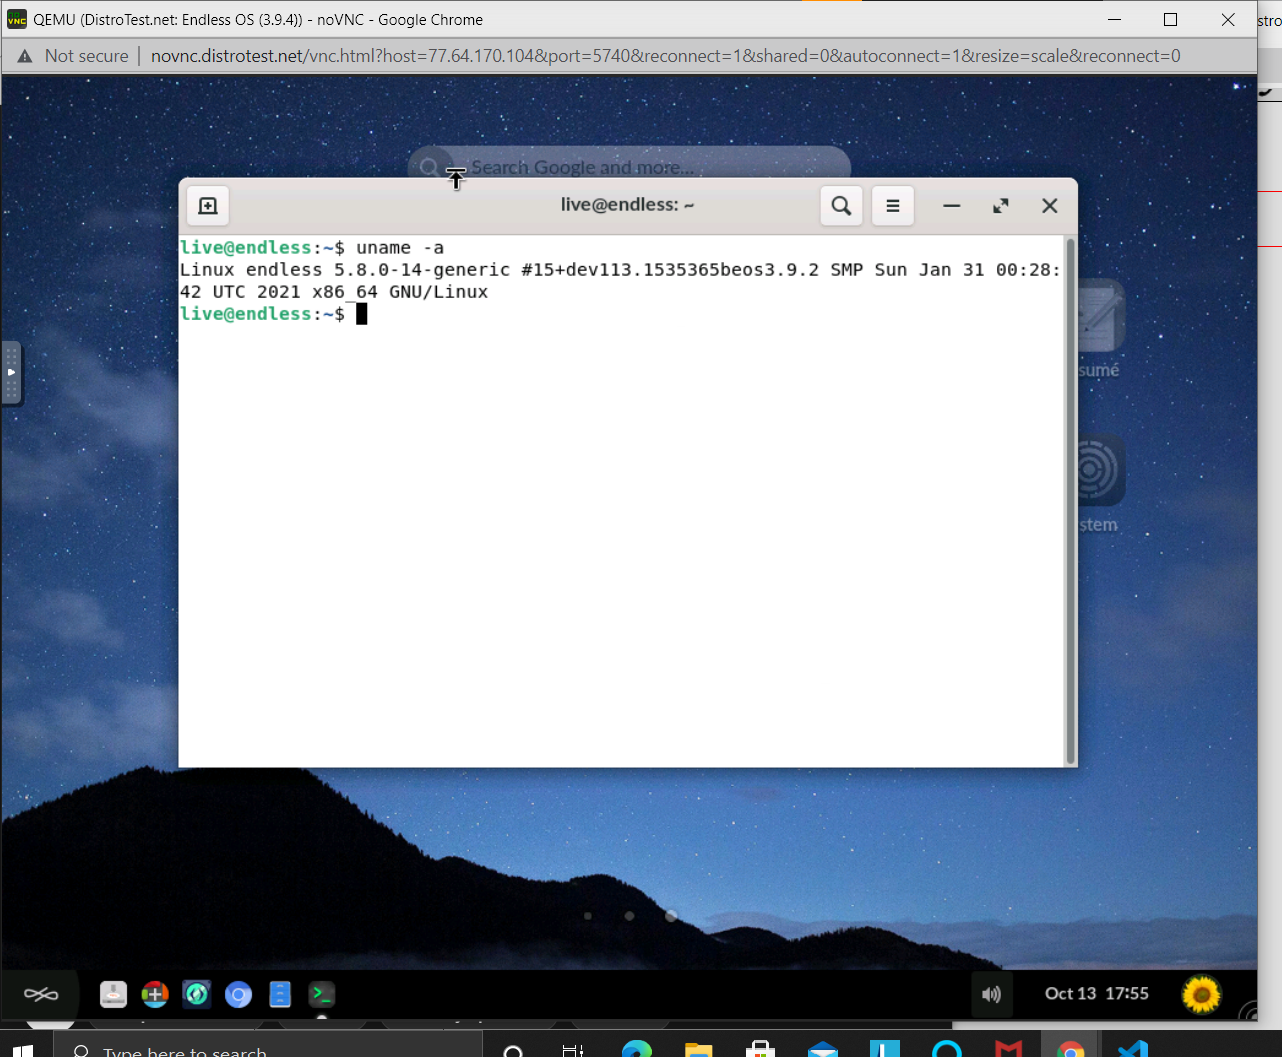 QEMU (DistroTest.net: Endless OS (3.9.4)) - noVNC - Google Chrome
Not secure | novnc.distrotest.net/vnc.html?host=77.64.170.104&port=5740&reconnect=1&shared=0&autoconnect=1&resize=scale&reconnect=0
stro
Search Google and more...
live@endless: ~
live@endless:~$ uname -a
Linux endless 5.8.0-14-generic #15+dev113.1535365beos3.9.2 SMP Sun Jan 31 00:28:
42 UTC 2021 x86_64 GNU/Linux
live@endless:~$
sumé
stem
Oct 13 17:55
Type here to search